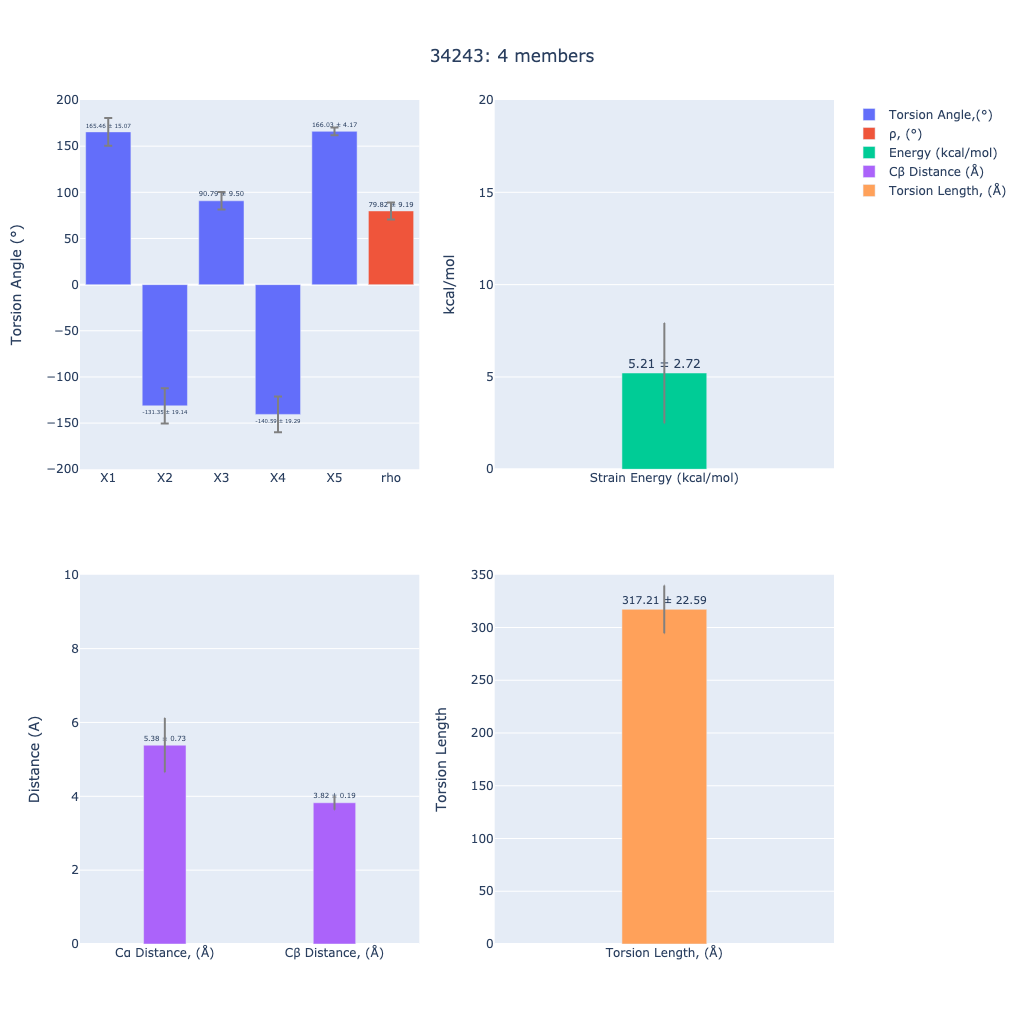 34243: 4 members
Torsion Angle (°)
200
150
100
50
0
−50
−100
−150
−200
165.46 ± 15.07
-131.35 ± 19.14
90.79 ± 9.50
-140.59 ± 19.29
166.03 ± 4.17
79.82 ± 9.19
X1
X2
X3
X4
X5
rho
kcal/mol
20
15
10
5
0
5.21 ± 2.72
Strain Energy (kcal/mol)
Torsion Angle,(°)
ρ, (°)
Energy (kcal/mol)
Cβ Distance (Å)
Torsion Length, (Å)
Distance (A)
10
8
6
4
2
0
5.38 ± 0.73
3.82 ± 0.19
Cα Distance, (Å)
Cβ Distance, (Å)
Torsion Length
350
300
250
200
150
100
50
0
317.21 ± 22.59
Torsion Length, (Å)